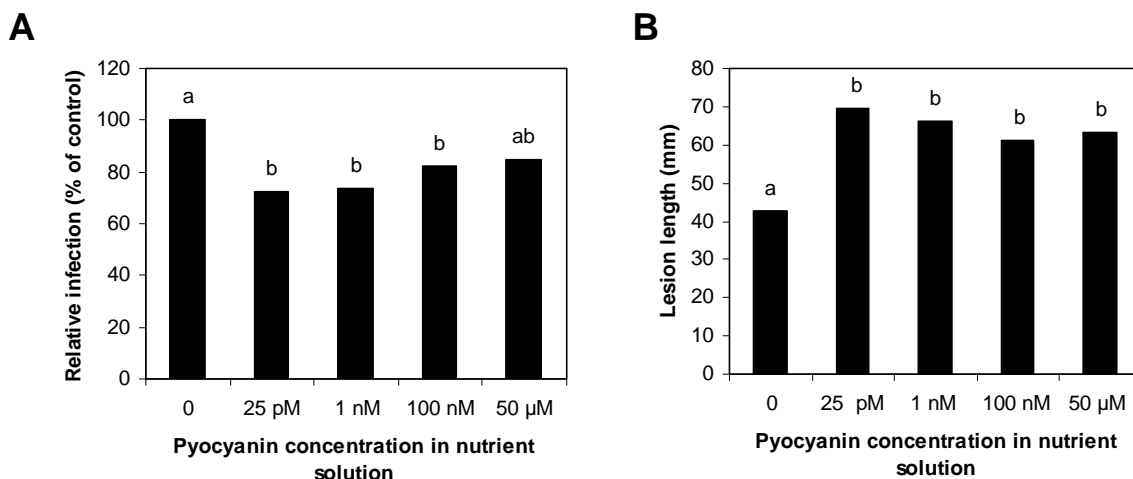 A
Relative infection (% of control)
120
100
80
60
40
20
0
a
b
b
b
ab
0 25 pM 1 nM 100 nM 50 µM
Pyocyanin concentration in nutrient
solution
B
Lesion length (mm)
80
70
60
50
40
30
20
10
0
a
b
b
b
b
0 25 pM 1 nM 100 nM 50 µM
Pyocyanin concentration in nutrient
solution